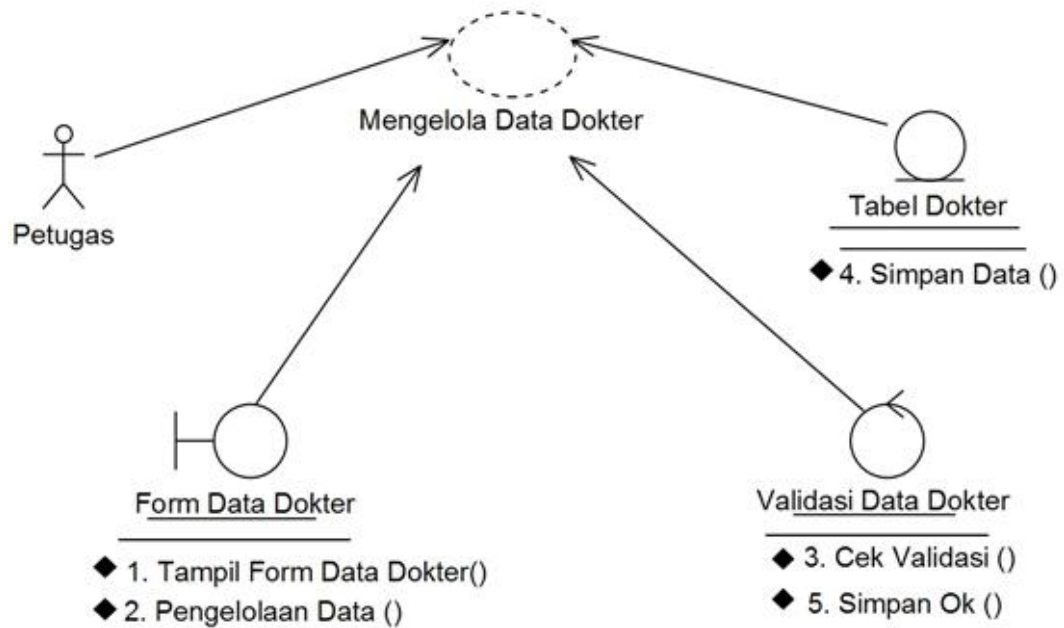 Mengelola Data Dokter
Petugas
Tabel Dokter
◆ 4. Simpan Data ()
Form Data Dokter
◆ 1. Tampil Form Data Dokter()
◆ 2. Pengelolaan Data ()
Validasi Data Dokter
◆ 3. Cek Validasi ()
◆ 5. Simpan Ok ()